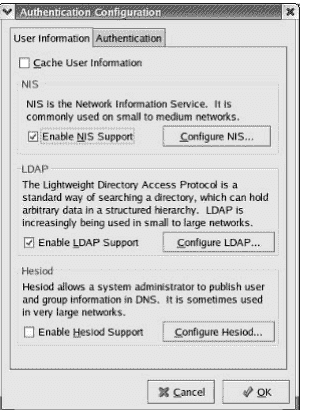 Authentication Configuration
User Information Authentication
Cache User Information
NIS
NIS is the Network Information Service. It is
commonly used on small to medium networks.
Enable NIS Support Configure NIS...
LDAP
The Lightweight Directory Access Protocol is a
standard way of searching a directory, which can hold
arbitrary data in a structured hierarchy. LDAP is
increasingly being used in small to large networks.
Enable LDAP Support Configure LDAP...
Hesiod
Hesiod allows a system administrator to publish user
and group information in DNS. It is sometimes used
in very large networks.
Enable Hesiod Support Configure Hesiod...
Cancel OK